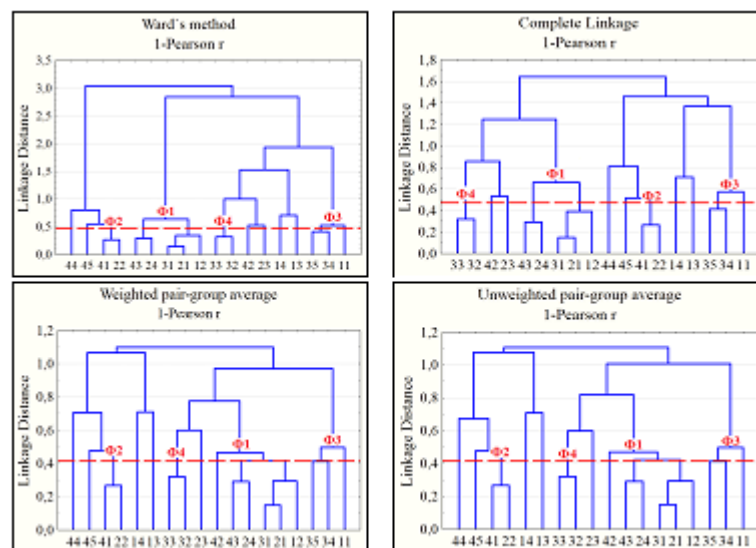 Ward`s method
1-Pearson r
Linkage Distance
3,5
3,0
2,5
2,0
1,5
1,0
0,5
0,0
Φ2
Φ1
Φ4
Φ3
44 45 41 22 43 24 31 21 12 33 32 42 23 14 13 35 34 11
Complete Linkage
1-Pearson r
Linkage Distance
1,8
1,6
1,4
1,2
1,0
0,8
0,6
0,4
0,2
0,0
Φ4
Φ1
Φ2
Φ3
33 32 42 23 43 24 31 21 12 44 45 41 22 14 13 35 34 11
Weighted pair-group average
1-Pearson r
Linkage Distance
1,2
1,0
0,8
0,6
0,4
0,2
0,0
Φ2
Φ4
Φ1
Φ3
44 45 41 22 14 13 33 32 23 42 43 24 31 21 12 35 34 11
Unweighted pair-group average
1-Pearson r
Linkage Distance
1,2
1,0
0,8
0,6
0,4
0,2
0,0
Φ2
Φ4
Φ1
Φ3
44 45 41 22 14 13 33 32 23 42 43 24 31 21 12 35 34 11